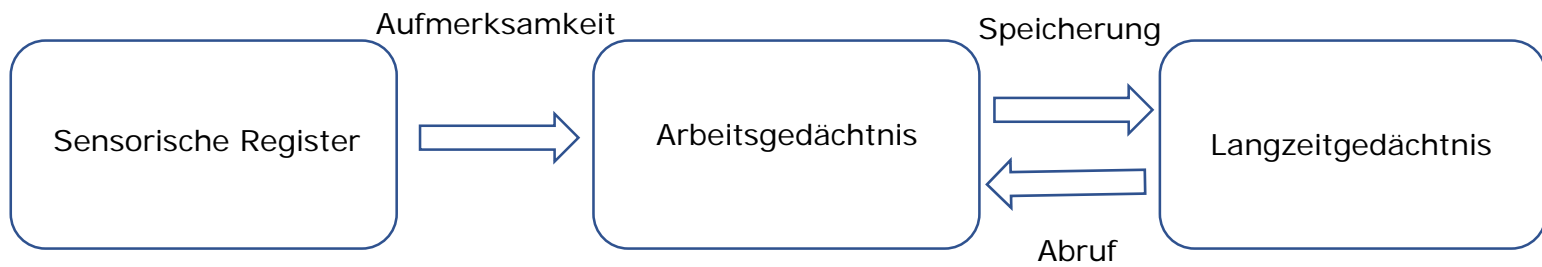 Aufmerksamkeit
Speicherung
Sensorische Register
Arbeitsgedächtnis
Langzeitgedächtnis
Abruf